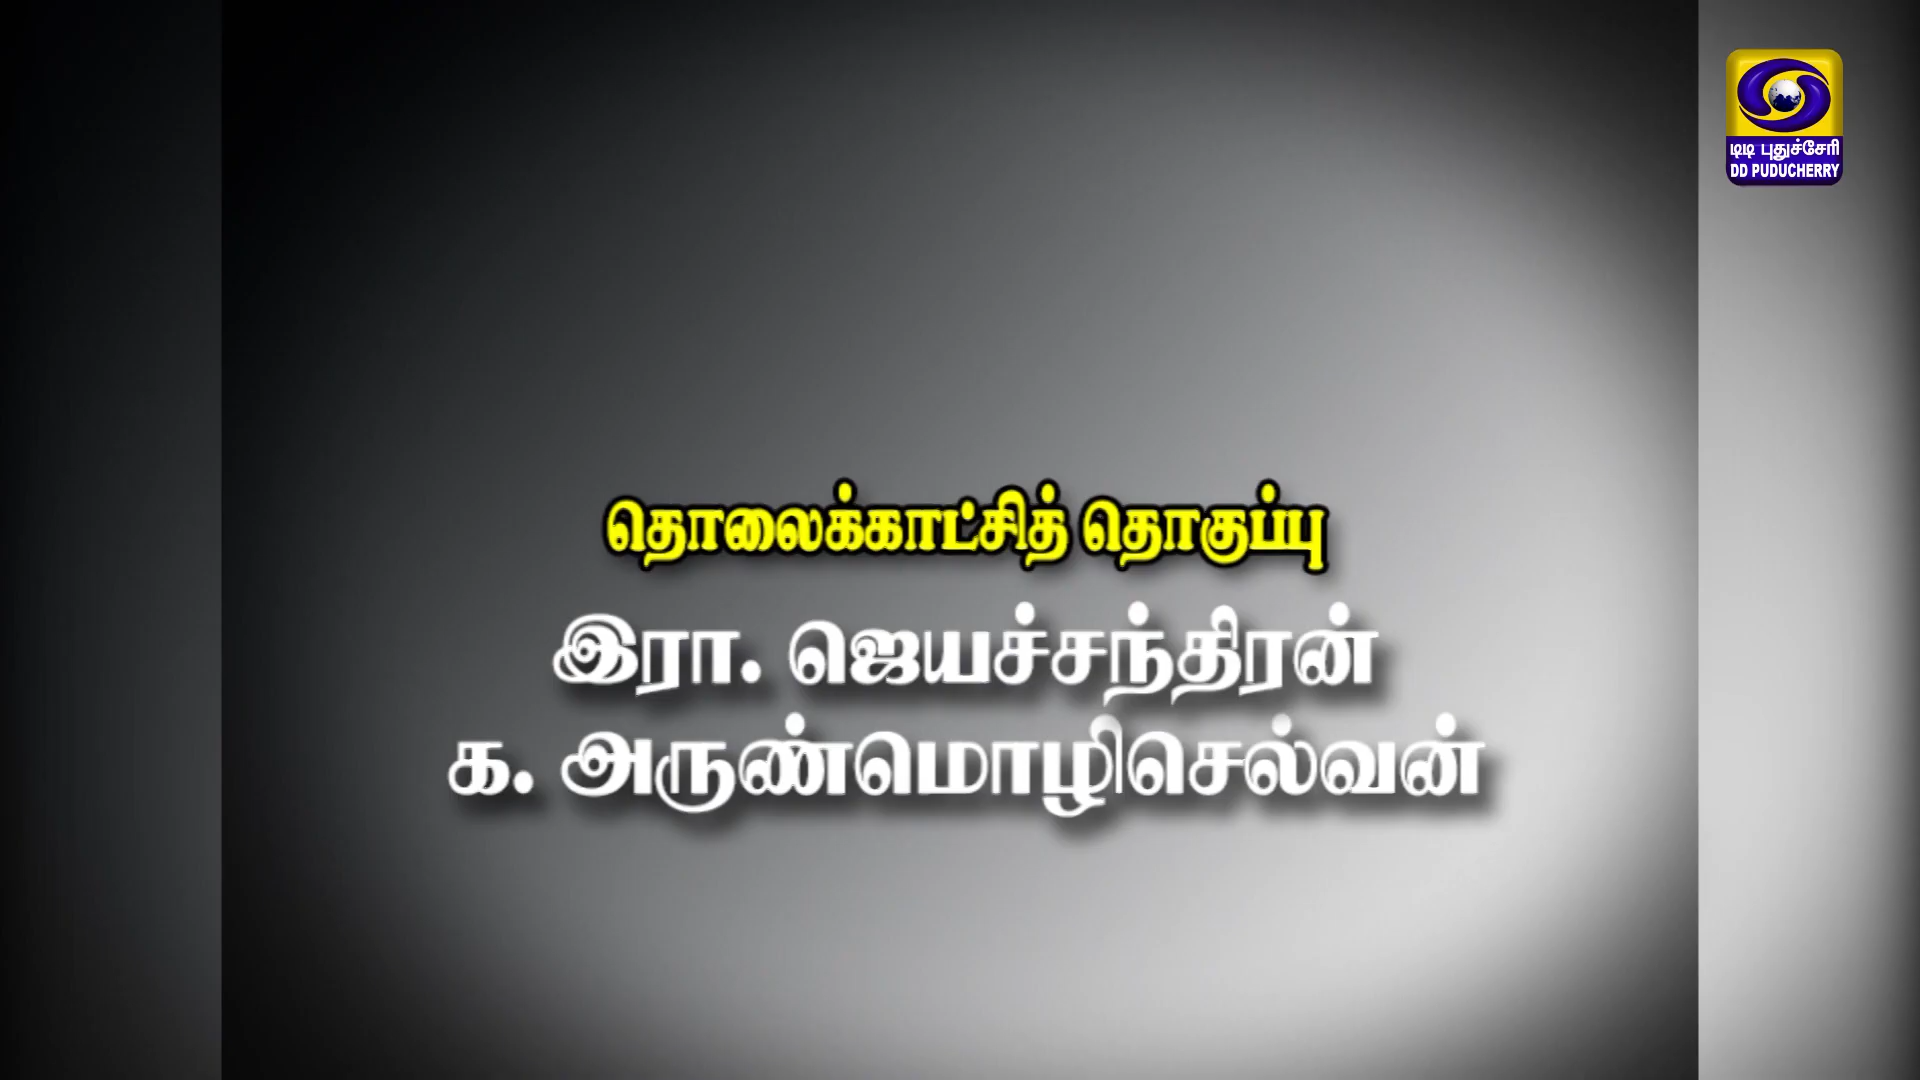 டிடி புதுச்சேரி
DD PUDUCHERRY
தொலைக்காட்சித் தொகுப்பு
இரா. ஜெயச்சந்திரன்
க. அருண்மொழிசெல்வன்